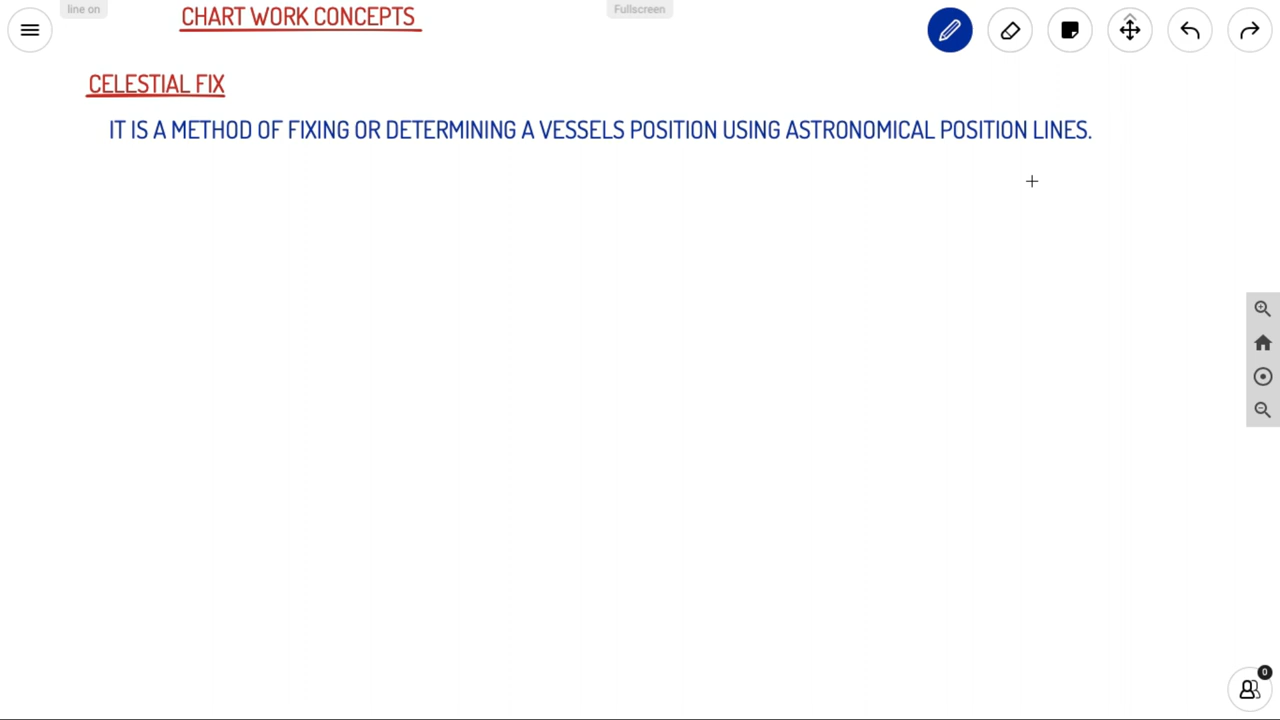 line on
Fullscreen
CHART WORK CONCEPTS
CELESTIAL FIX
IT IS A METHOD OF FIXING OR DETERMINING A VESSELS POSITION USING ASTRONOMICAL POSITION LINES.
0